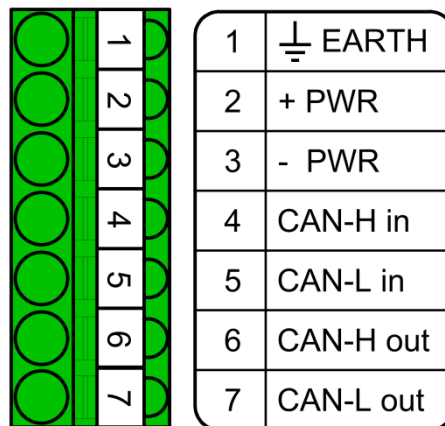 1
2
3
4
5
6
7
1 EARTH
2 + PWR
3 - PWR
4 CAN-H in
5 CAN-L in
6 CAN-H out
7 CAN-L out